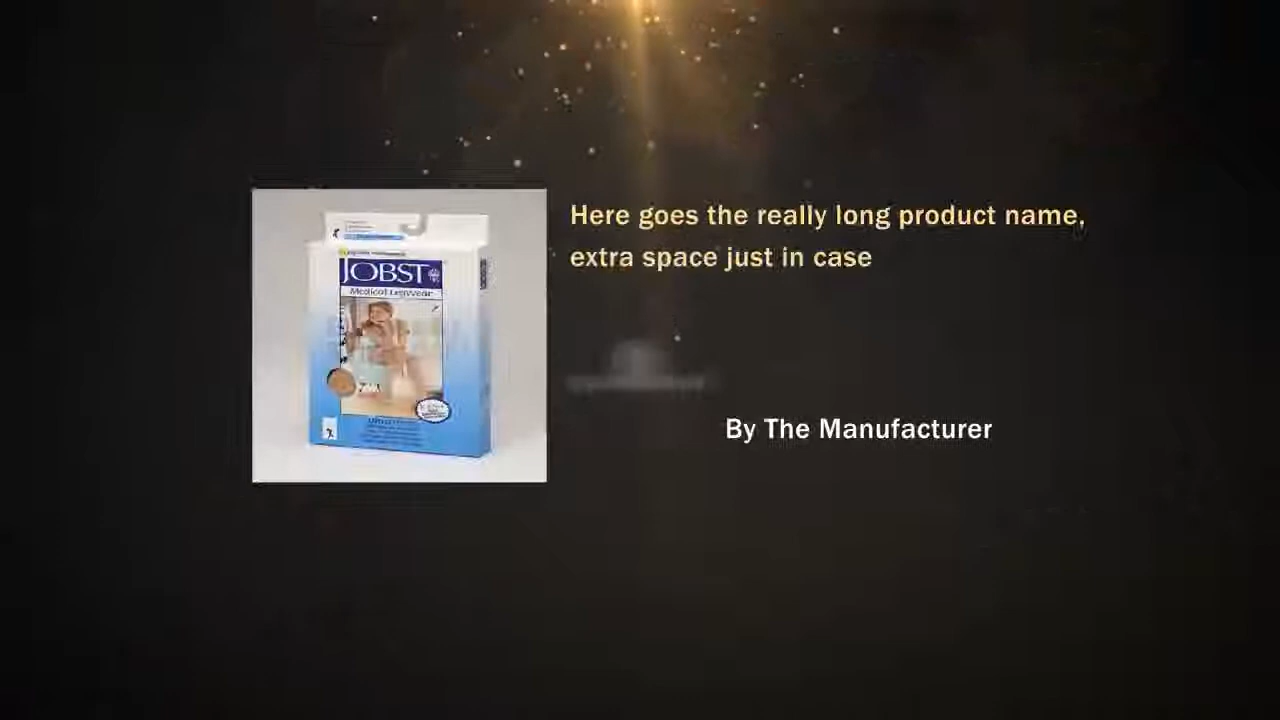 JOBST
Medical LegWear
Here goes the really long product name,
extra space just in case
By The Manufacturer